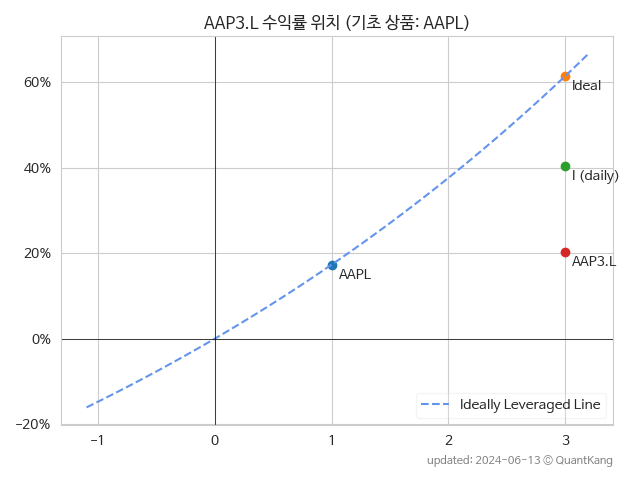 AAP3.L 수익률 위치 (기초 상품: AAPL)
60%
40%
20%
0%
−20%
Ideal
I (daily)
AAP3.L
AAPL
Ideally Leveraged Line
−1
0
1
2
3
updated: 2024-06-13 © QuantKang